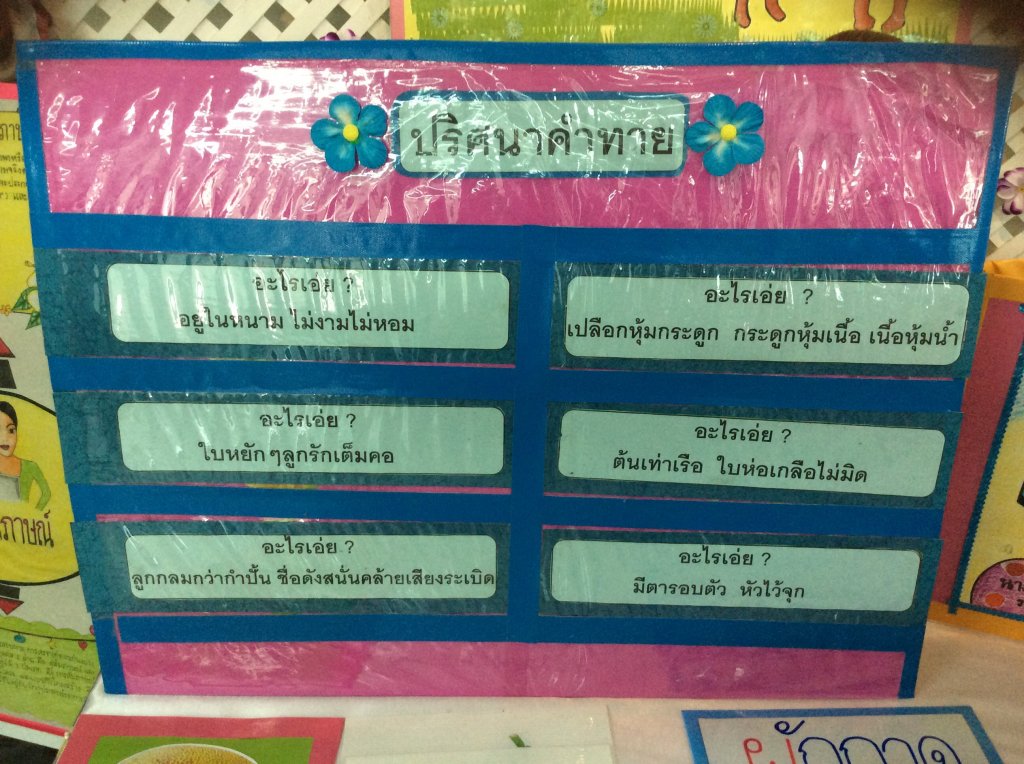 ปริศนาคำทาย
อะไรเอ่ย ?
อยู่ในหนาม ไม่งามไม่หอม
อะไรเอ่ย ?
เปลือกหุ้มกระดูก กระดูกหุ้มเนื้อ เนื้อหุ้มน้ำ
อะไรเอ่ย ?
ใบหยักๆลูกรักเต็มคอ
อะไรเอ่ย ?
ต้นเท่าเรือ ใบห่อเกลือไม่มิด
อะไรเอ่ย ?
ลูกกลมกว่ากำปั้น ชื่อดังสนั่นคล้ายเสียงระเบิด
อะไรเอ่ย ?
มีตารอบตัว หัวไว้จุก
ผักกาด